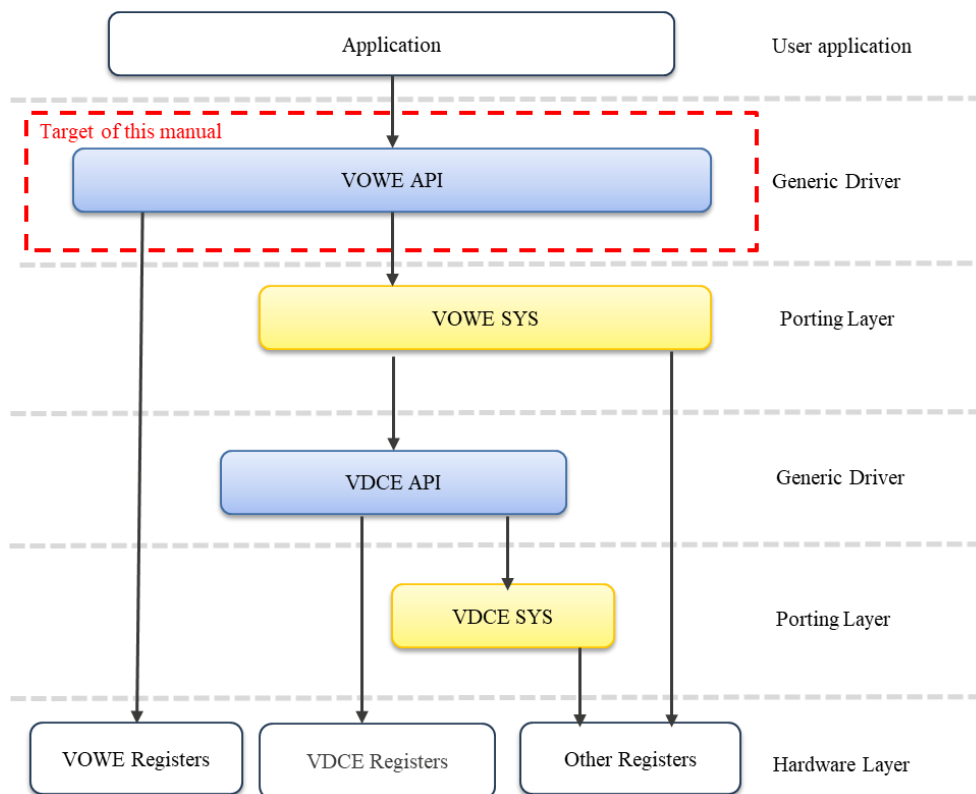 Application
User application
Target of this manual
VOWE API
Generic Driver
VOWE SYS
Porting Layer
VDCE API
Generic Driver
VDCE SYS
Porting Layer
VOWE Registers
VDCE Registers
Other Registers
Hardware Layer